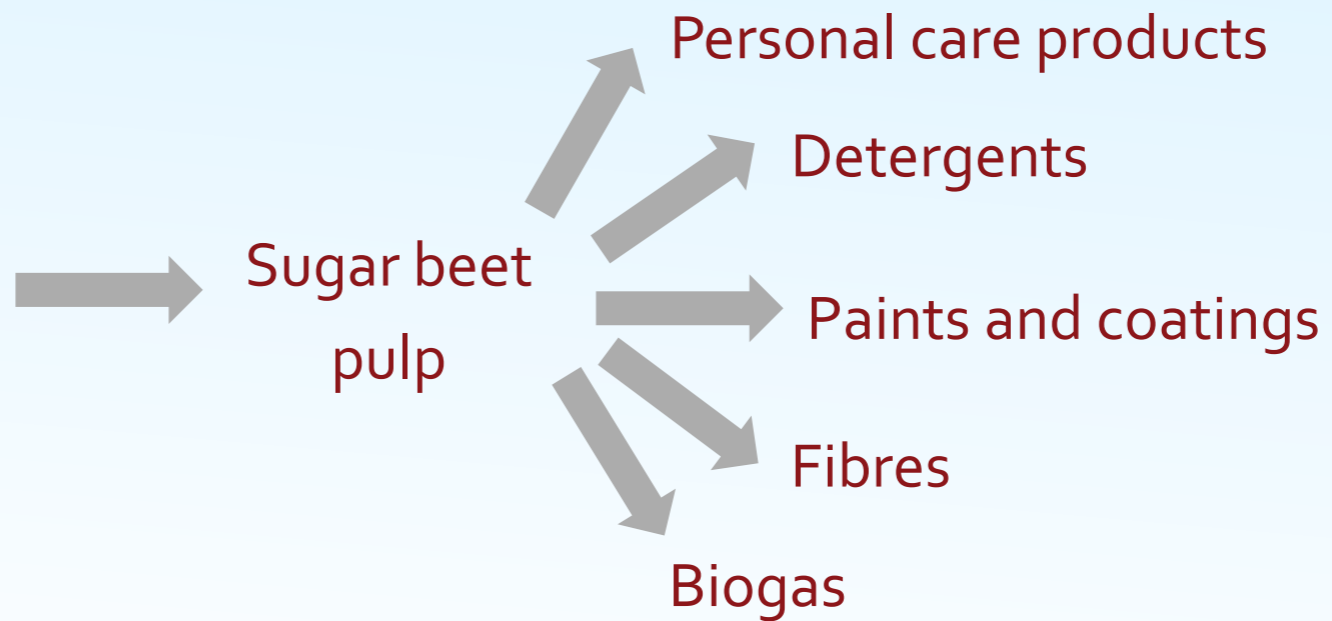 Personal care products
Detergents
Sugar beet
pulp
Paints and coatings
Fibres
Biogas